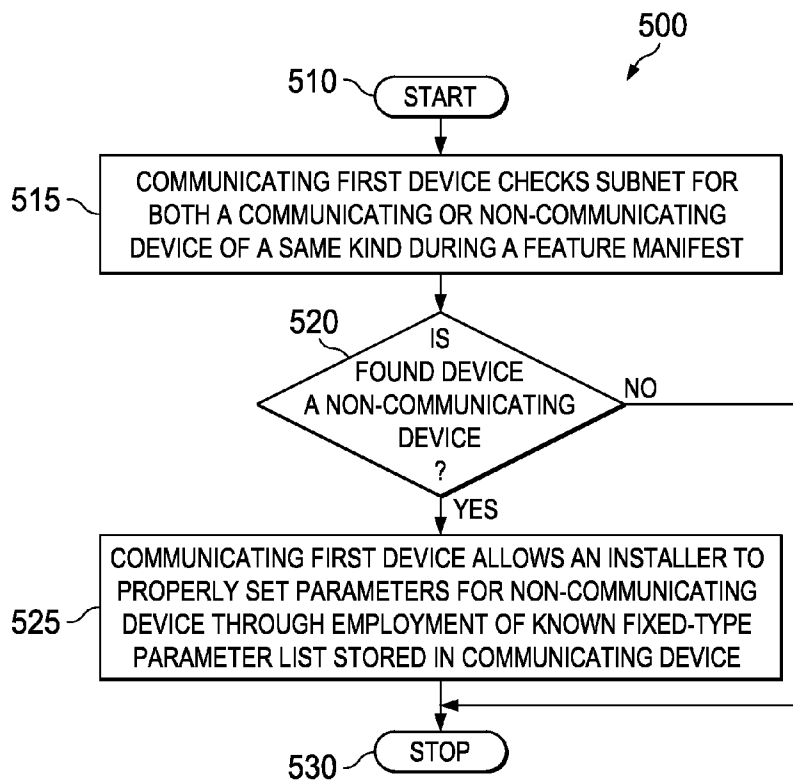 500
510
START
515
COMMUNICATING FIRST DEVICE CHECKS SUBNET FOR
BOTH A COMMUNICATING OR NON-COMMUNICATING
DEVICE OF A SAME KIND DURING A FEATURE MANIFEST
520
IS
FOUND DEVICE
A NON-COMMUNICATING
DEVICE
?
NO
YES
525
COMMUNICATING FIRST DEVICE ALLOWS AN INSTALLER TO
PROPERLY SET PARAMETERS FOR NON-COMMUNICATING
DEVICE THROUGH EMPLOYMENT OF KNOWN FIXED-TYPE
PARAMETER LIST STORED IN COMMUNICATING DEVICE
530
STOP